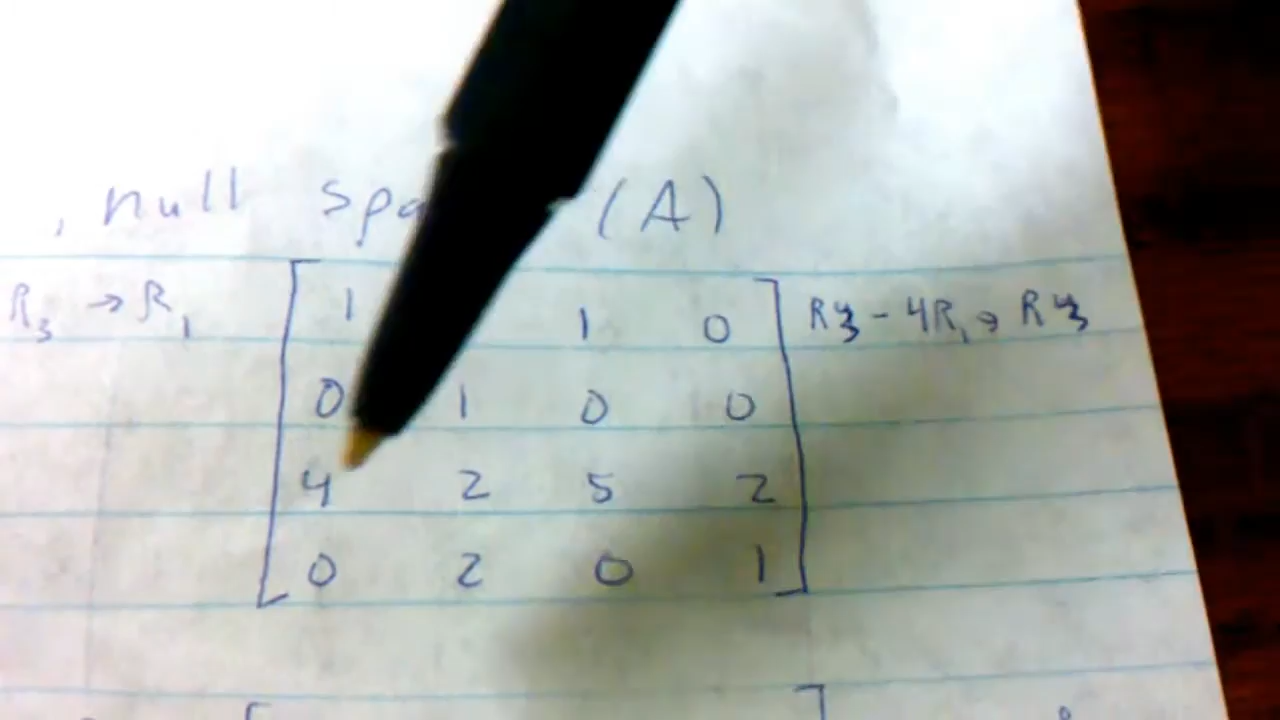 , null (A)
R3 → R1 1 1 0 R3 - 4R1 → R3
0 1 0 0
4 2 5 2
0 2 0 1